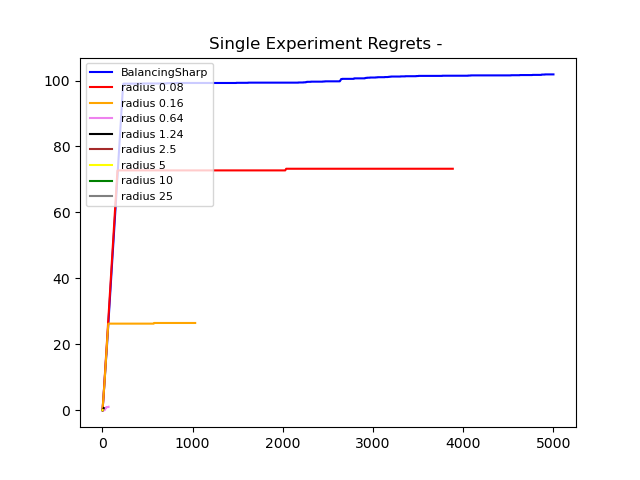 Single Experiment Regrets -
BalancingSharp
radius 0.08
radius 0.16
radius 0.64
radius 1.24
radius 2.5
radius 5
radius 10
radius 25
100
80
60
40
20
0
0 1000 2000 3000 4000 5000